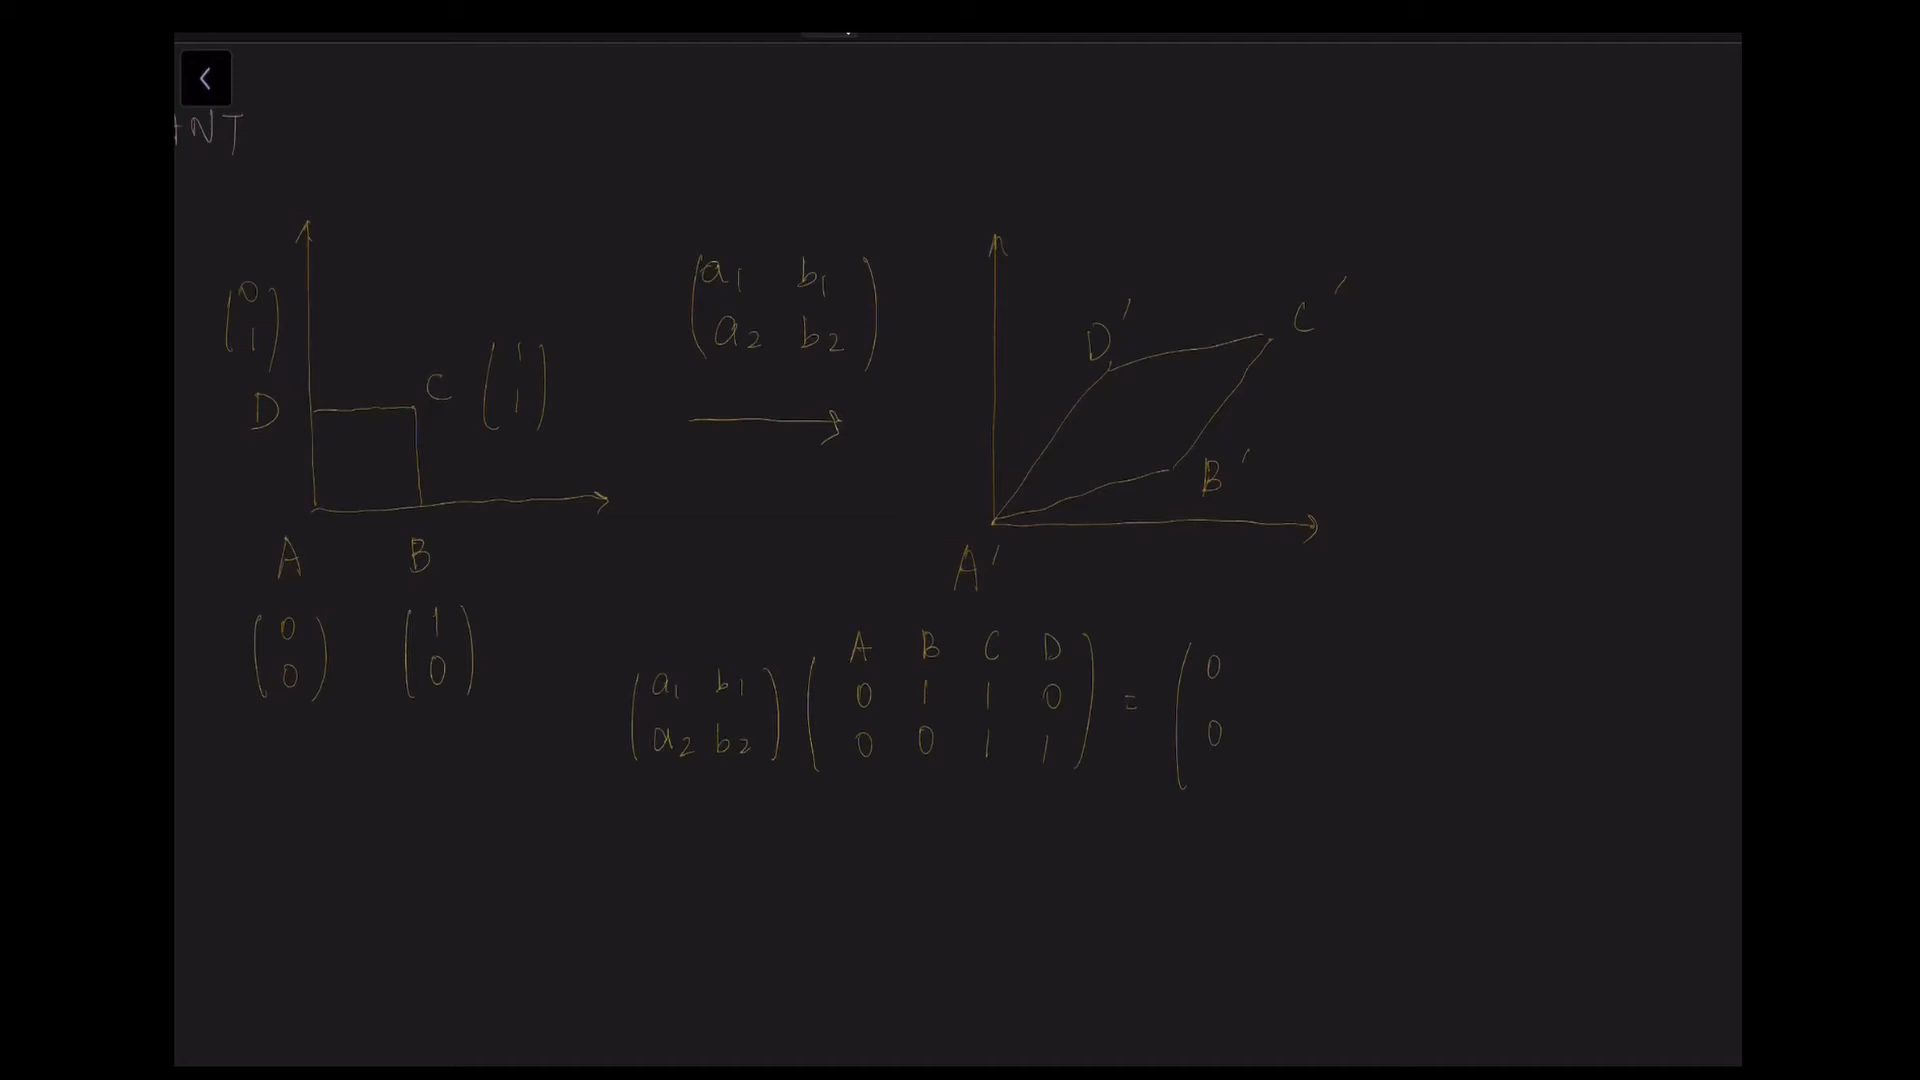 NT
(0
1)
D
C (1
1)
A B
(0
0) (1
0)
(a₁ b₁
a₂ b₂)
D' C'
B'
A'
A B C D
(a₁ b₁
a₂ b₂) (0 1 1 0
0 0 1 1) = (0
0